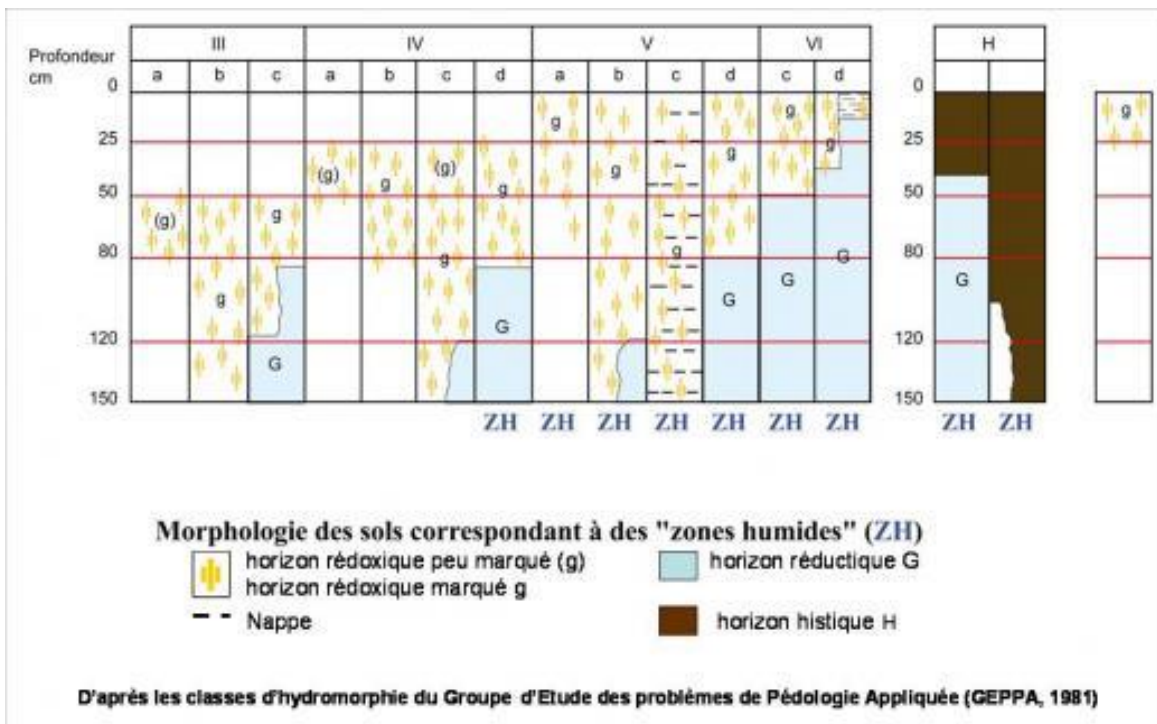 III IV V VI H
Profondeur
cm
a b c a b c d a b c d c d
0 0
g g g g
25 25
(g) g (g) g g g g
50 50
(g) g g
80 80
g G g G g G G G G
120 120
G
150 150
ZH ZH ZH ZH ZH ZH ZH ZH ZH
Morphologie des sols correspondant à des "zones humides" (ZH)
horizon rédoxique peu marqué (g)
horizon rédoxique marqué g
horizon réductique G
Nappe
horizon histique H
D'après les classes d'hydromorphie du Groupe d'Etude des problèmes de Pédologie Appliquée (GEPPA, 1981)